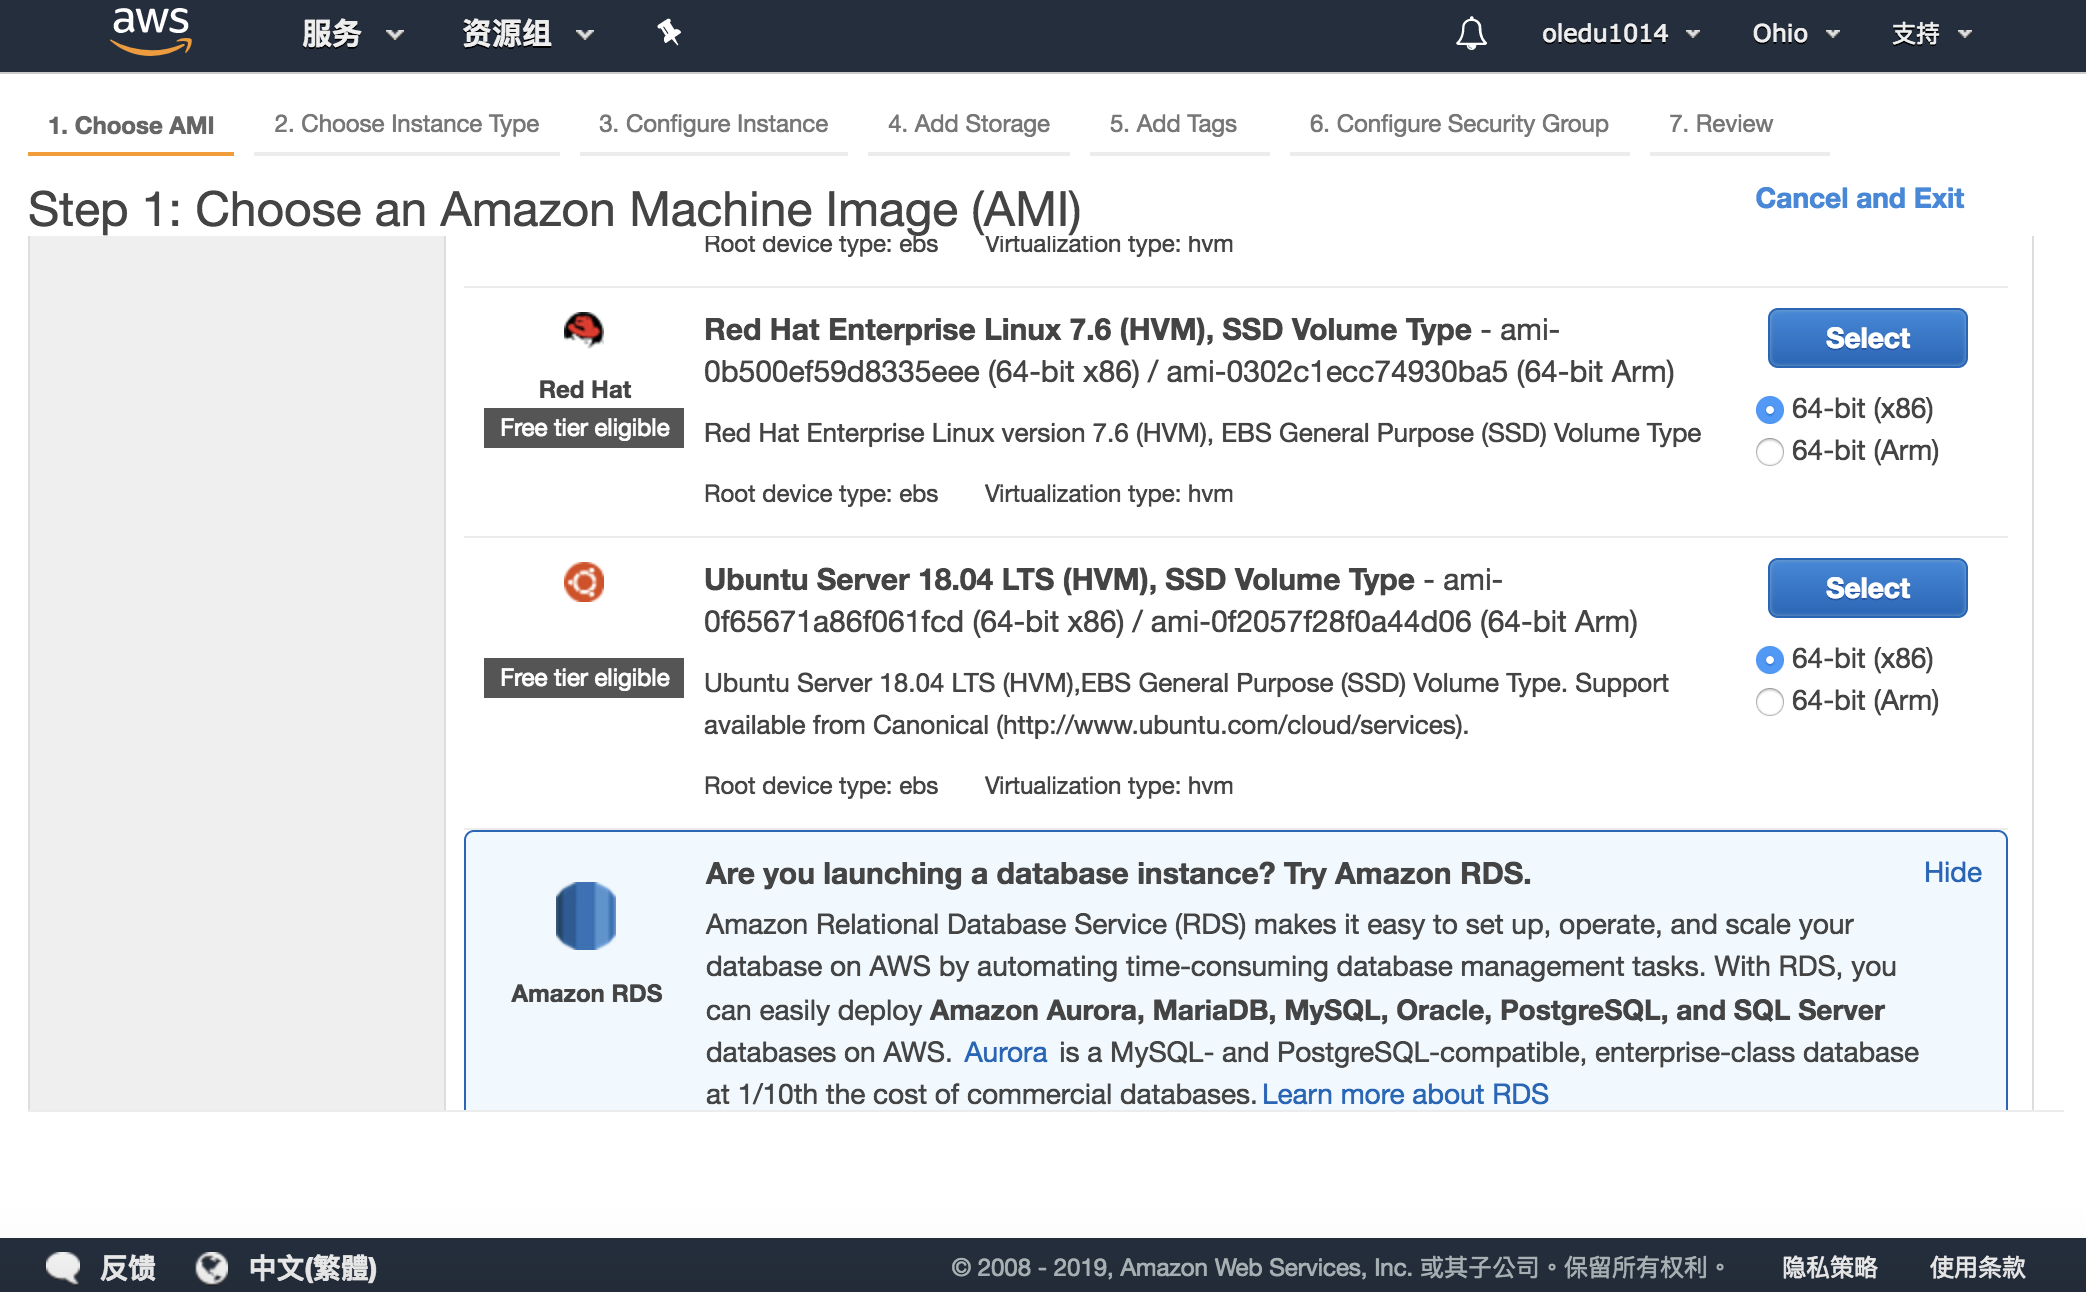 aws 服务 资源组 oledu1014 Ohio 支持
1. Choose AMI 2. Choose Instance Type 3. Configure Instance 4. Add Storage 5. Add Tags 6. Configure Security Group 7. Review
Step 1: Choose an Amazon Machine Image (AMI)
Cancel and Exit
Root device type: ebs Virtualization type: hvm
Red Hat
Free tier eligible
Red Hat Enterprise Linux 7.6 (HVM), SSD Volume Type - ami-
0b500ef59d8335eee (64-bit x86) / ami-0302c1ecc74930ba5 (64-bit Arm)
Red Hat Enterprise Linux version 7.6 (HVM), EBS General Purpose (SSD) Volume Type
Root device type: ebs Virtualization type: hvm
Select
64-bit (x86)
64-bit (Arm)
Free tier eligible
Ubuntu Server 18.04 LTS (HVM), SSD Volume Type - ami-
0f65671a86f061fcd (64-bit x86) / ami-0f2057f28f0a44d06 (64-bit Arm)
Ubuntu Server 18.04 LTS (HVM),EBS General Purpose (SSD) Volume Type. Support
available from Canonical (http://www.ubuntu.com/cloud/services).
Root device type: ebs Virtualization type: hvm
Select
64-bit (x86)
64-bit (Arm)
Amazon RDS
Are you launching a database instance? Try Amazon RDS.
Hide
Amazon Relational Database Service (RDS) makes it easy to set up, operate, and scale your
database on AWS by automating time-consuming database management tasks. With RDS, you
can easily deploy Amazon Aurora, MariaDB, MySQL, Oracle, PostgreSQL, and SQL Server
databases on AWS. Aurora is a MySQL- and PostgreSQL-compatible, enterprise-class database
at 1/10th the cost of commercial databases. Learn more about RDS
反馈 中文(繁體) © 2008 - 2019, Amazon Web Services, Inc. 或其子公司。保留所有权利。 隐私策略 使用条款